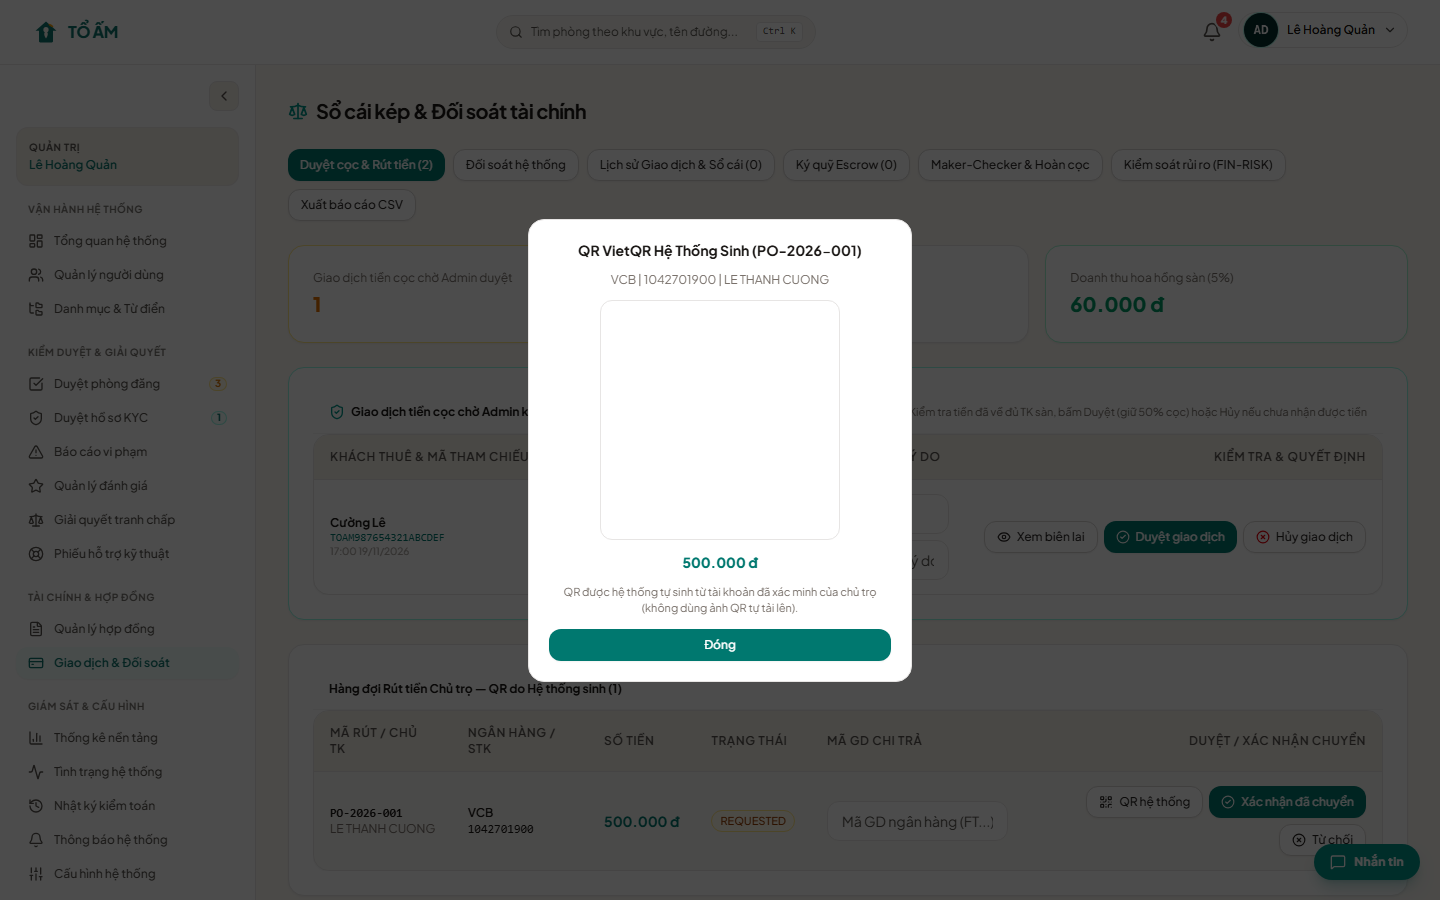 TỔ ẤM
Tìm phòng theo khu vực, tên đường...
Ctrl K
4
AD
Lê Hoàng Quân
QUẢN TRỊ
Lê Hoàng Quân
VẬN HÀNH HỆ THỐNG
Tổng quan hệ thống
Quản lý người dùng
Danh mục & Từ điển
KIỂM DUYỆT & GIẢI QUYẾT
Duyệt phòng đăng
3
Duyệt hồ sơ KYC
1
Báo cáo vi phạm
Quản lý đánh giá
Giải quyết tranh chấp
Phiếu hỗ trợ kỹ thuật
TÀI CHÍNH & HỢP ĐỒNG
Quản lý hợp đồng
Giao dịch & Đối soát
GIÁM SÁT & CẤU HÌNH
Thống kê nền tảng
Tình trạng hệ thống
Nhật ký kiểm toán
Thông báo hệ thống
Cấu hình hệ thống
Sổ cái kép & Đối soát tài chính
Duyệt cọc & Rút tiền (2)
Đối soát hệ thống
Lịch sử Giao dịch & Sổ cái (0)
Ký quỹ Escrow (0)
Maker-Checker & Hoàn cọc
Kiểm soát rủi ro (FIN-RISK)
Xuất báo cáo CSV
Giao dịch tiền cọc chờ Admin duyệt
1
Doanh thu hoa hồng sàn (5%)
60.000 đ
Giao dịch tiền cọc chờ Admin k
Kiểm tra tiền đã về đủ TK sàn, bấm Duyệt (giữ 50% cọc) hoặc Hủy nếu chưa nhận được tiền
KHÁCH THUÊ & MÃ THAM CHIẾU
Ý DO
KIỂM TRA & QUYẾT ĐỊNH
Cường Lê
TOAM987654321ABCDEF
17:00 19/11/2026
ý do
Xem biên lai
Duyệt giao dịch
Hủy giao dịch
QR VietQR Hệ Thống Sinh (PO-2026-001)
VCB | 1042701900 | LE THANH CUONG
500.000 đ
QR được hệ thống tự sinh từ tài khoản đã xác minh của chủ trọ
(không dùng ảnh QR tự tải lên).
Đóng
Hàng đợi Rút tiền Chủ trọ — QR do Hệ thống sinh (1)
MÃ RÚT / CHỦ
TK
NGÂN HÀNG /
STK
SỐ TIỀN
TRẠNG THÁI
MÃ GD CHI TRẢ
DUYỆT / XÁC NHẬN CHUYỂN
PO-2026-001
LE THANH CUONG
VCB
1042701900
500.000 đ
REQUESTED
Mã GD ngân hàng (FT...)
QR hệ thống
Xác nhận đã chuyển
Từ chối
Nhắn tin